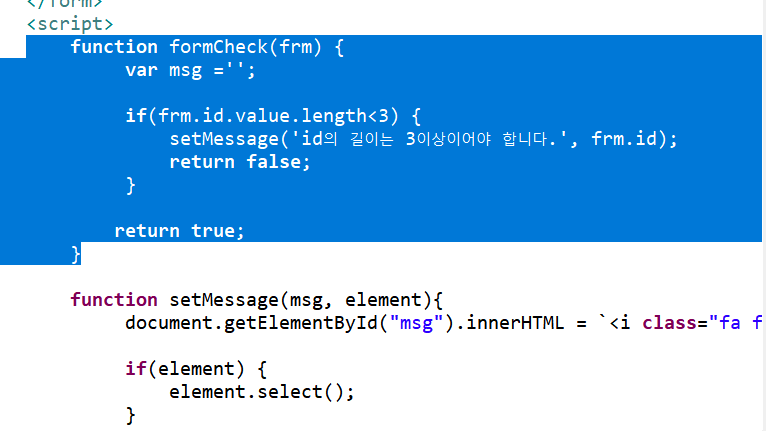 </form>
<script>
function formCheck(frm) {
var msg ='';
if(frm.id.value.length<3) {
setMessage('id의 길이는 3이상이어야 합니다.', frm.id);
return false;
}
return true;
}
function setMessage(msg, element){
document.getElementById("msg").innerHTML = `<i class="fa f
if(element) {
element.select();
}